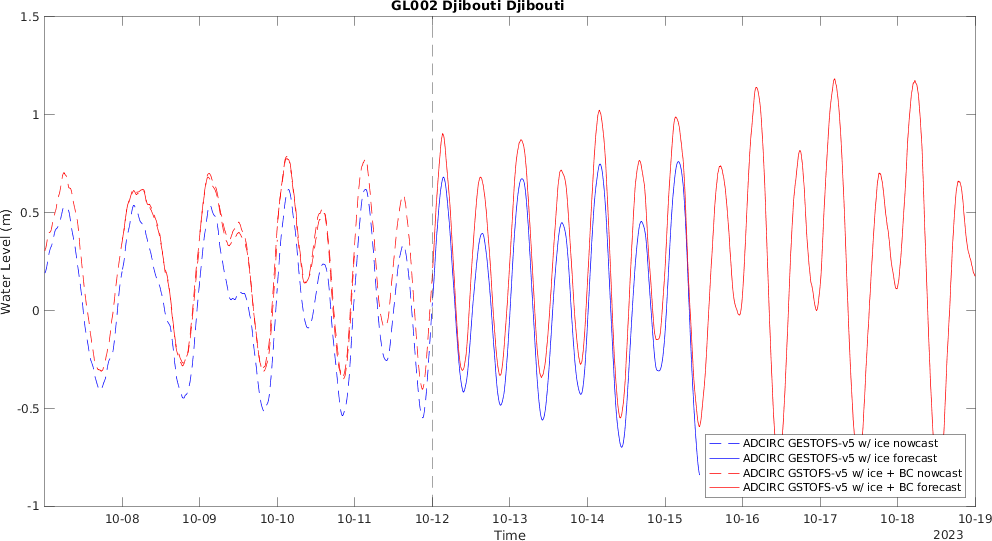 GL002 Djibouti Djibouti
1.5
1
0.5
0
-0.5
-1
Water Level (m)
ADCIRC GESTOFS-v5 w/ ice nowcast
ADCIRC GESTOFS-v5 w/ ice forecast
ADCIRC GSTOFS-v5 w/ ice + BC nowcast
ADCIRC GSTOFS-v5 w/ ice + BC forecast
10-08 10-09 10-10 10-11 10-12 10-13 10-14 10-15 10-16 10-17 10-18 10-19
Time
2023